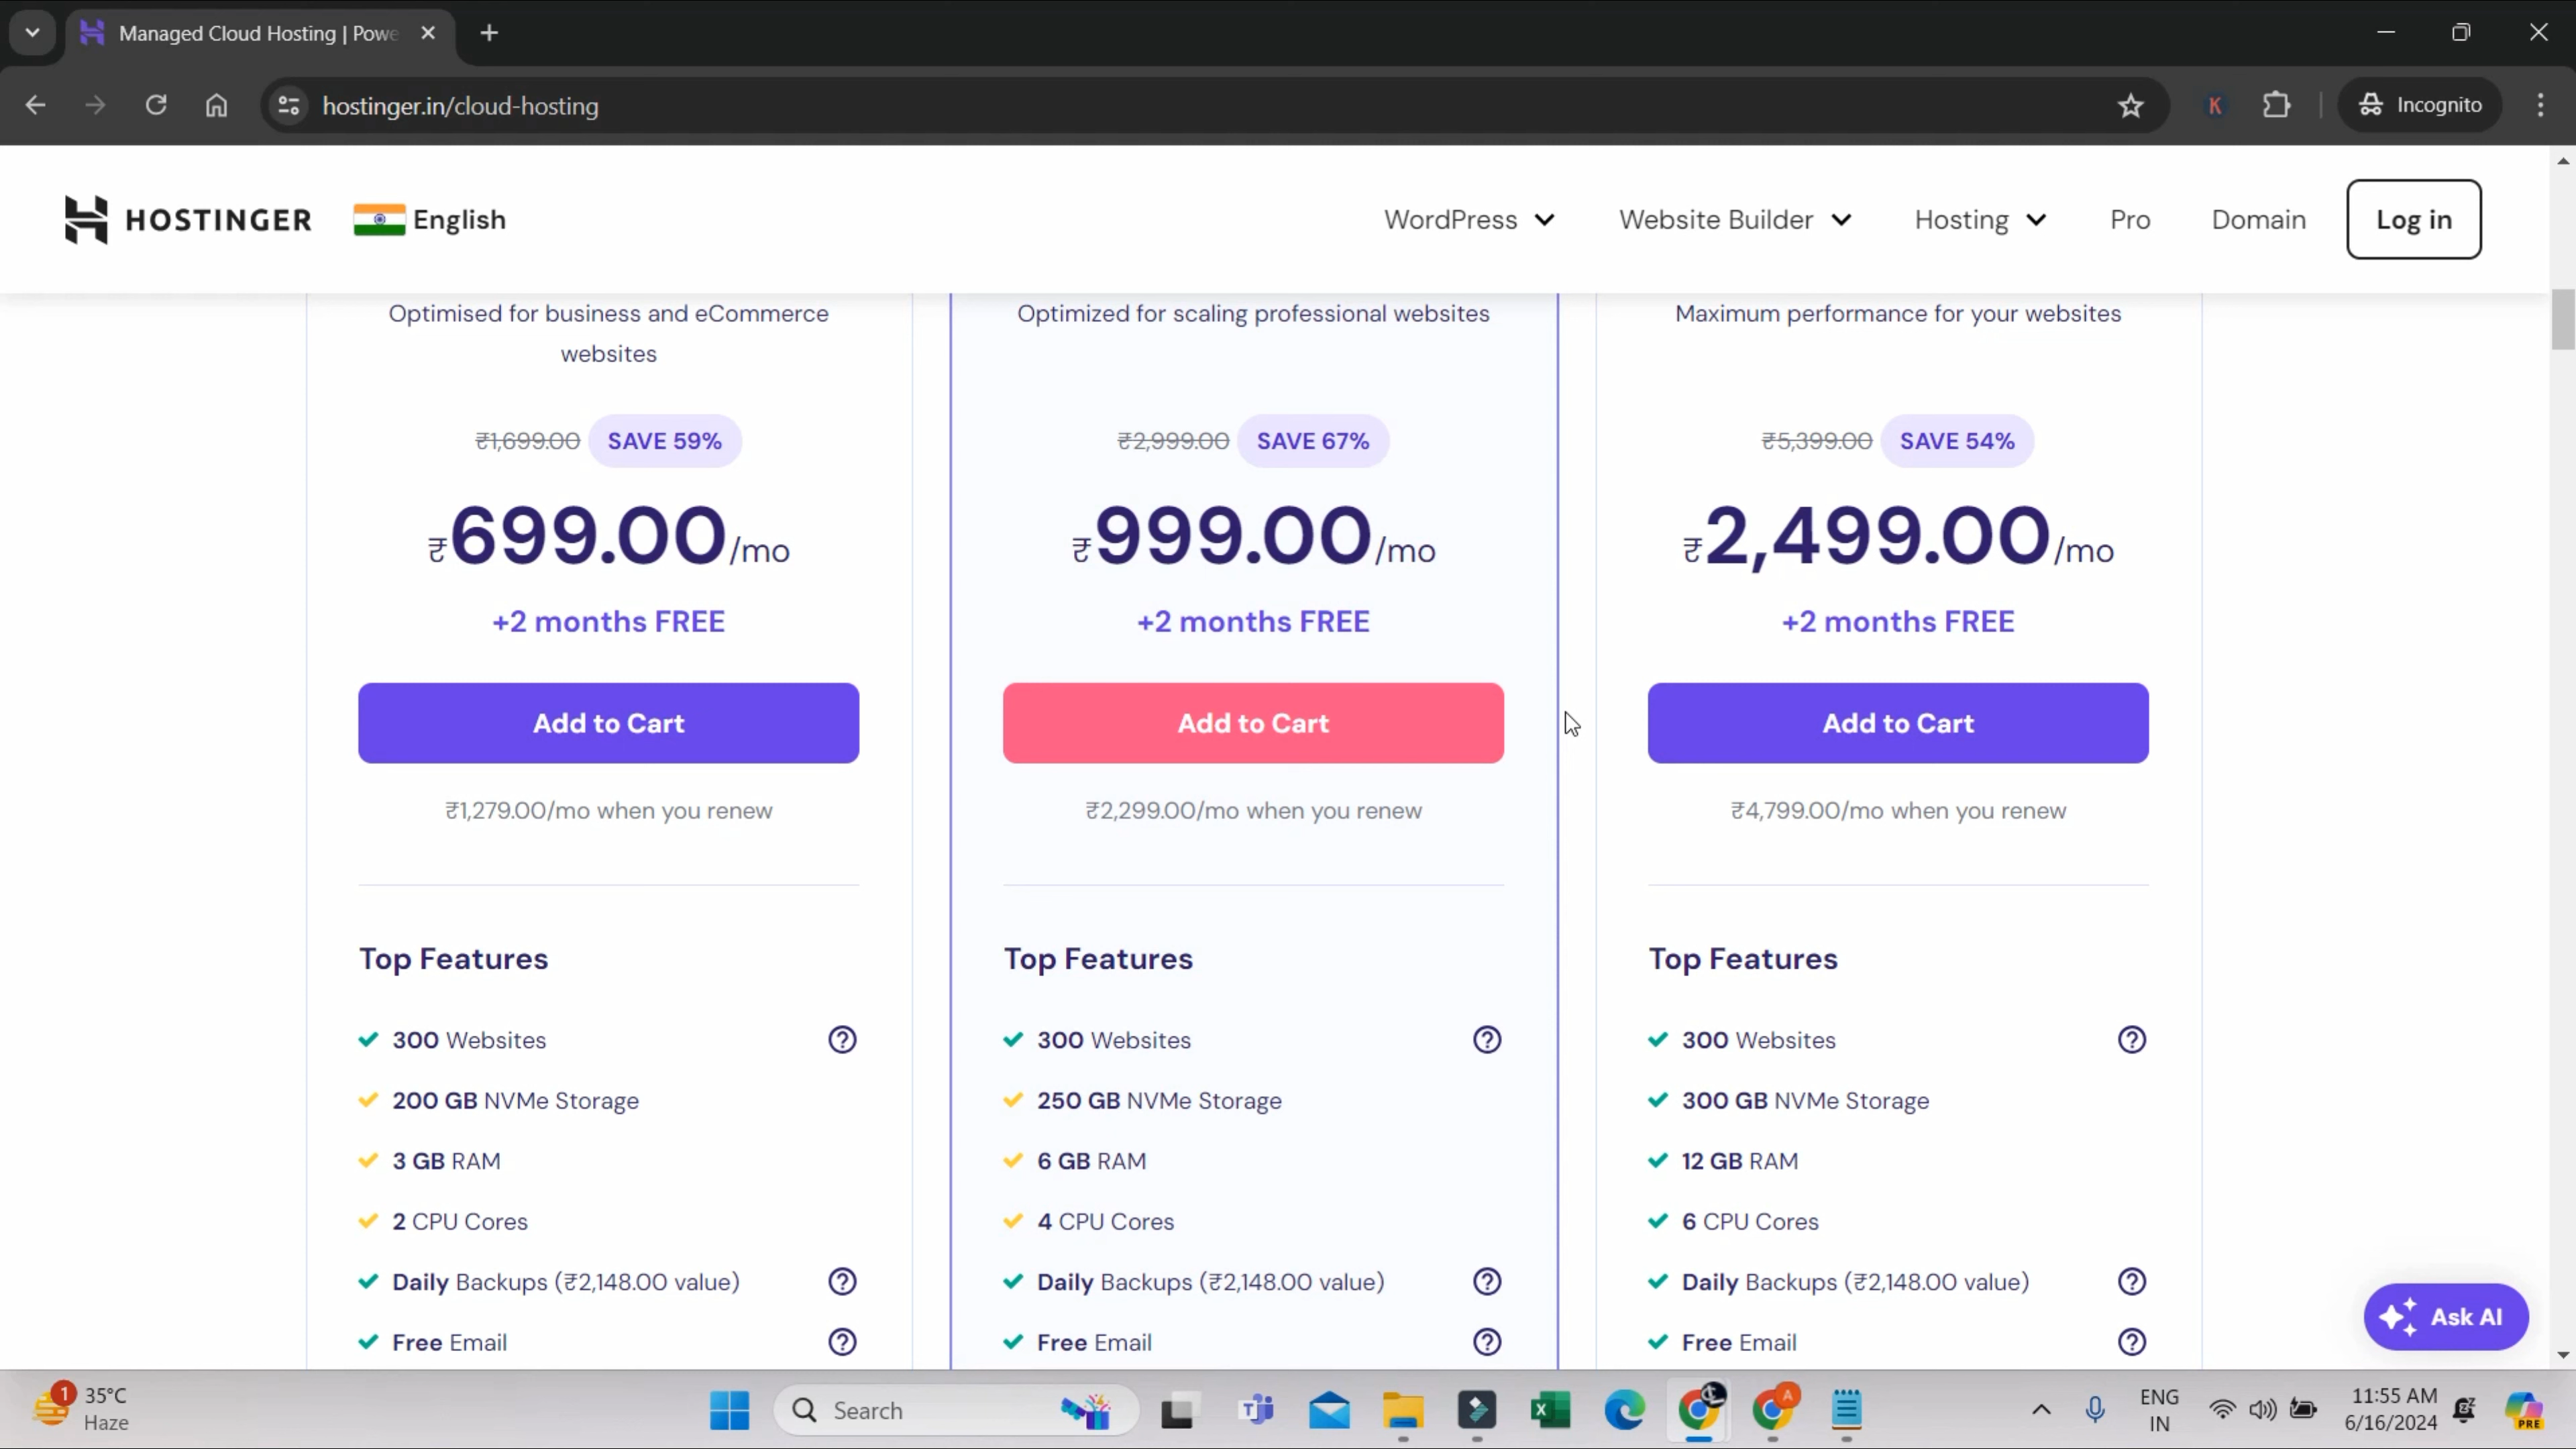 Managed Cloud Hosting | Powe
hostinger.in/cloud-hosting
K
Incognito
HOSTINGER
English
WordPress
Website Builder
Hosting
Pro
Domain
Log in
Optimised for business and eCommerce
websites
₹1,699.00 SAVE 59%
₹699.00/mo
+2 months FREE
Add to Cart
₹1,279.00/mo when you renew
Top Features
300 Websites
200 GB NVMe Storage
3 GB RAM
2 CPU Cores
Daily Backups (₹2,148.00 value)
Free Email
Optimized for scaling professional websites
₹2,999.00 SAVE 67%
₹999.00/mo
+2 months FREE
Add to Cart
₹2,299.00/mo when you renew
Top Features
300 Websites
250 GB NVMe Storage
6 GB RAM
4 CPU Cores
Daily Backups (₹2,148.00 value)
Free Email
Maximum performance for your websites
₹5,399.00 SAVE 54%
₹2,499.00/mo
+2 months FREE
Add to Cart
₹4,799.00/mo when you renew
Top Features
300 Websites
300 GB NVMe Storage
12 GB RAM
6 CPU Cores
Daily Backups (₹2,148.00 value)
Free Email
Ask AI
1
35°C
Haze
Search
A
ENG
IN
11:55 AM
6/16/2024
PRE